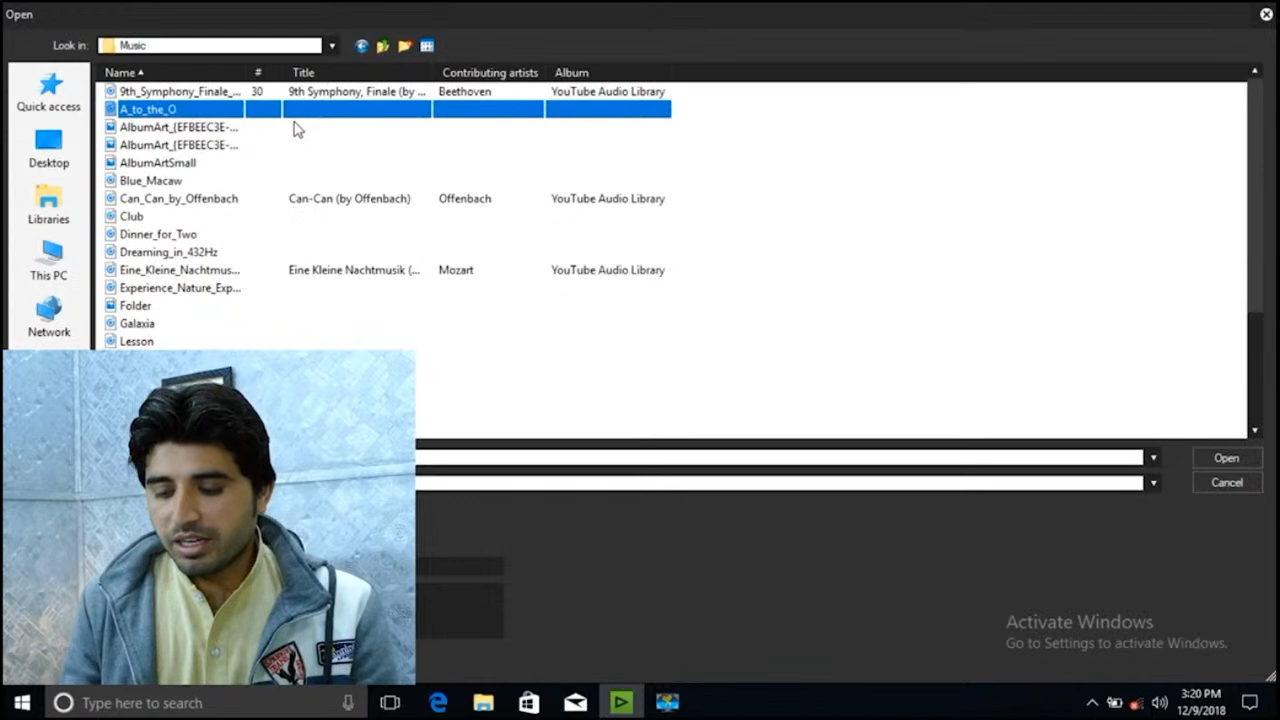 Open
Look in: Music
Name # Title Contributing artists Album
9th_Symphony_Finale_... 30 9th Symphony, Finale (by ... Beethoven YouTube Audio Library
A_to_the_O
AlbumArt_{EFBEEC3E-...
AlbumArt_{EFBEEC3E-...
AlbumArtSmall
Blue_Macaw
Can_Can_by_Offenbach Can-Can (by Offenbach) Offenbach YouTube Audio Library
Club
Dinner_for_Two
Dreaming_in_432Hz
Eine_Kleine_Nachtmus... Eine Kleine Nachtmusik (... Mozart YouTube Audio Library
Experience_Nature_Exp...
Folder
Galaxia
Lesson
Quick access
Desktop
Libraries
This PC
Network
Open
Cancel
Activate Windows
Go to Settings to activate Windows.
Type here to search
3:20 PM
12/9/2018